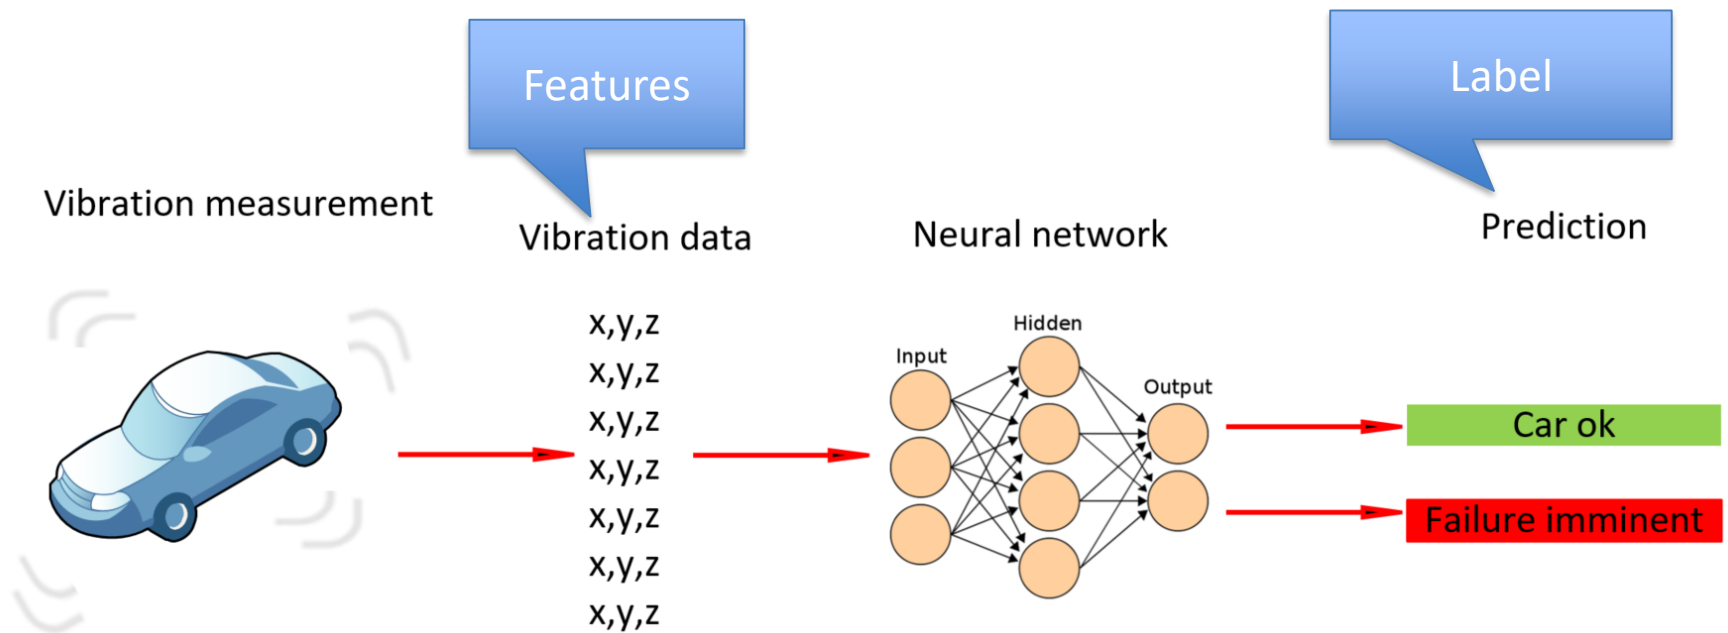 Features
Label
Vibration measurement
Vibration data
Neural network
Prediction
x,y,z
x,y,z
x,y,z
x,y,z
x,y,z
x,y,z
x,y,z
Input
Hidden
Output
Car ok
Failure imminent